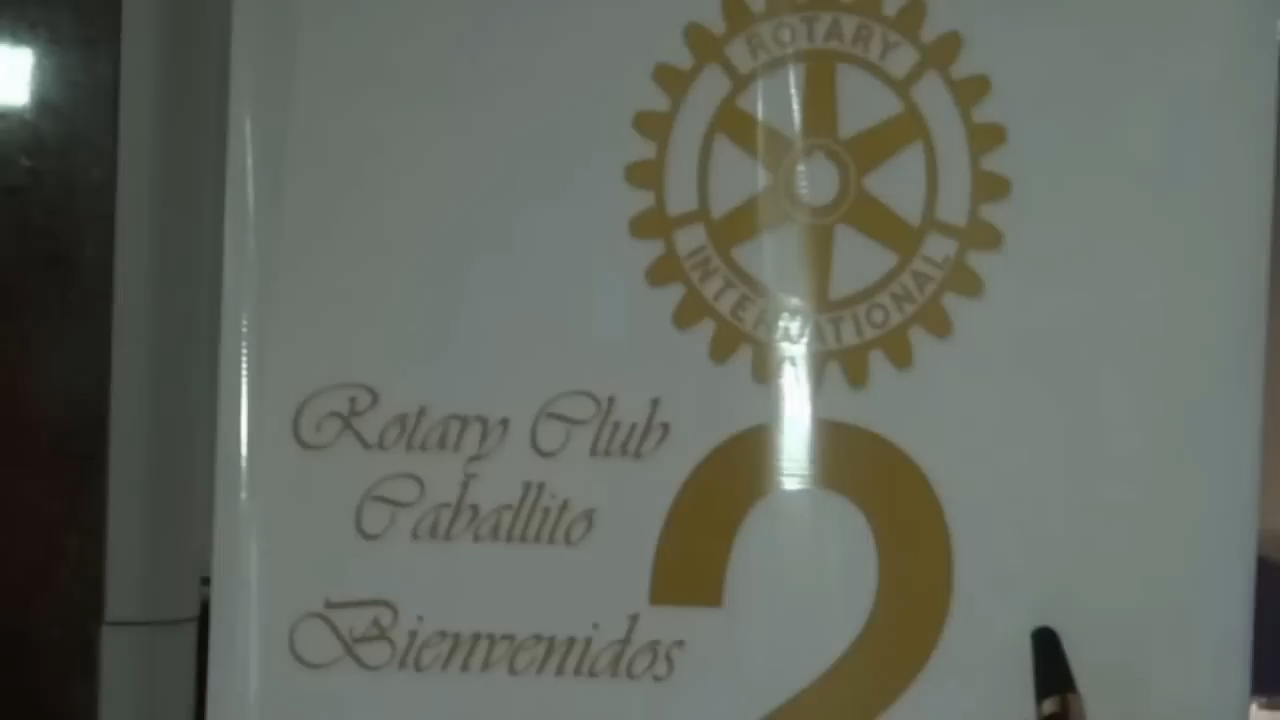 ROTARY
INTERNATIONAL
Rotary Club
Caballito
Bienvenidos
2